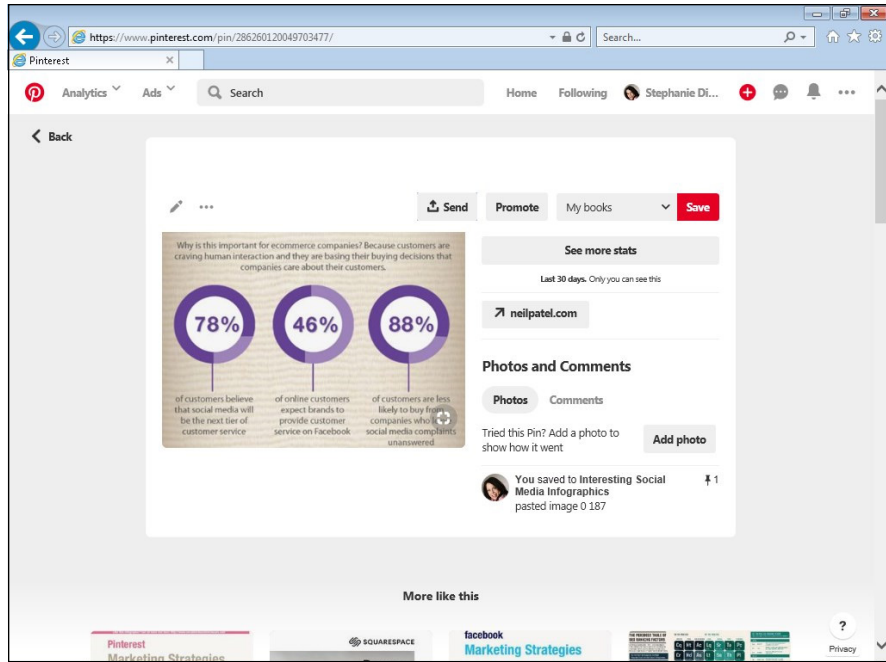 https://www.pinterest.com/pin/286260120049703477/
Search...
Pinterest
Analytics
Ads
Search
Home
Following
Stephanie Di...
Back
Send
Promote
My books
Save
Why is this important for ecommerce companies? Because customers are
craving human interaction and they are basing their buying decisions that
companies care about their customers.
78%
46%
88%
of customers believe
that social media will
be the next tier of
customer service
of online customers
expect brands to
provide customer
service on Facebook
of customers are less
likely to buy from
companies who
social media complaints
unanswered
See more stats
Last 30 days. Only you can see this
neilpatel.com
Photos and Comments
Photos
Comments
Tried this Pin? Add a photo to
show how it went
Add photo
You saved to Interesting Social
Media Infographics
pasted image 0 187
1
More like this
Pinterest
Marketing Strategies
SQUARESPACE
facebook
Marketing Strategies
?
Privacy